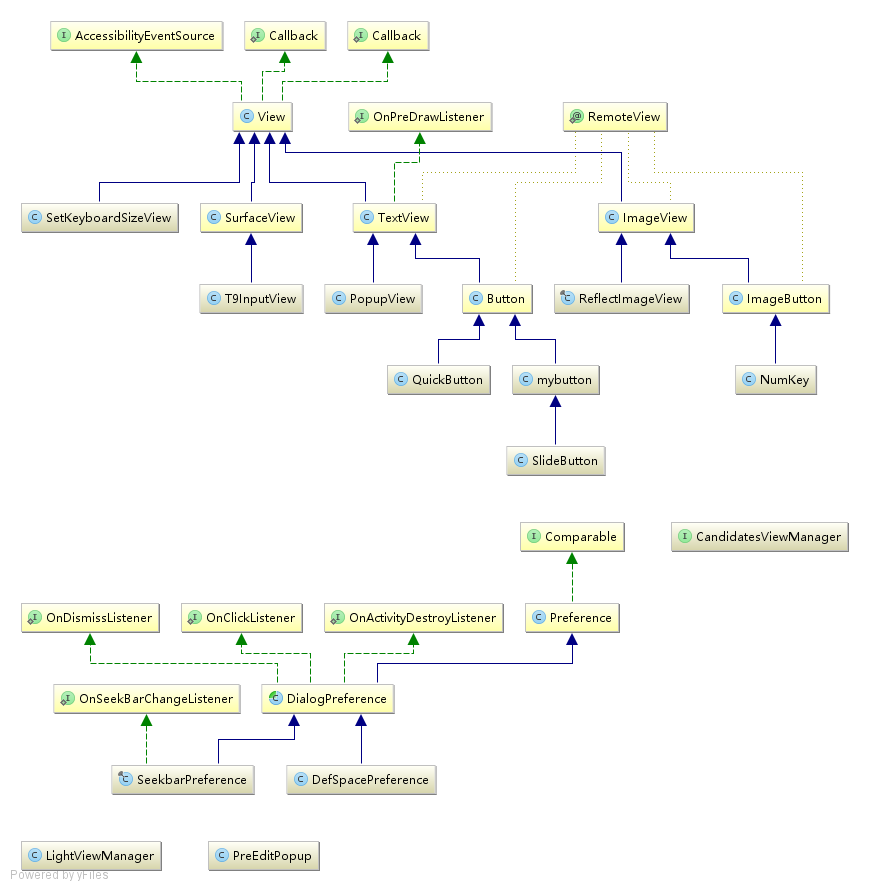 AccessibilityEventSource
Callback
Callback
View
OnPreDrawListener
RemoteView
SetKeyboardSizeView
SurfaceView
TextView
ImageView
T9InputView
PopupView
Button
ReflectImageView
ImageButton
QuickButton
mybutton
NumKey
SlideButton
Comparable
CandidatesViewManager
OnDismissListener
OnClickListener
OnActivityDestroyListener
Preference
OnSeekBarChangeListener
DialogPreference
SeekbarPreference
DefSpacePreference
LightViewManager
PreEditPopup
Powered by yFiles